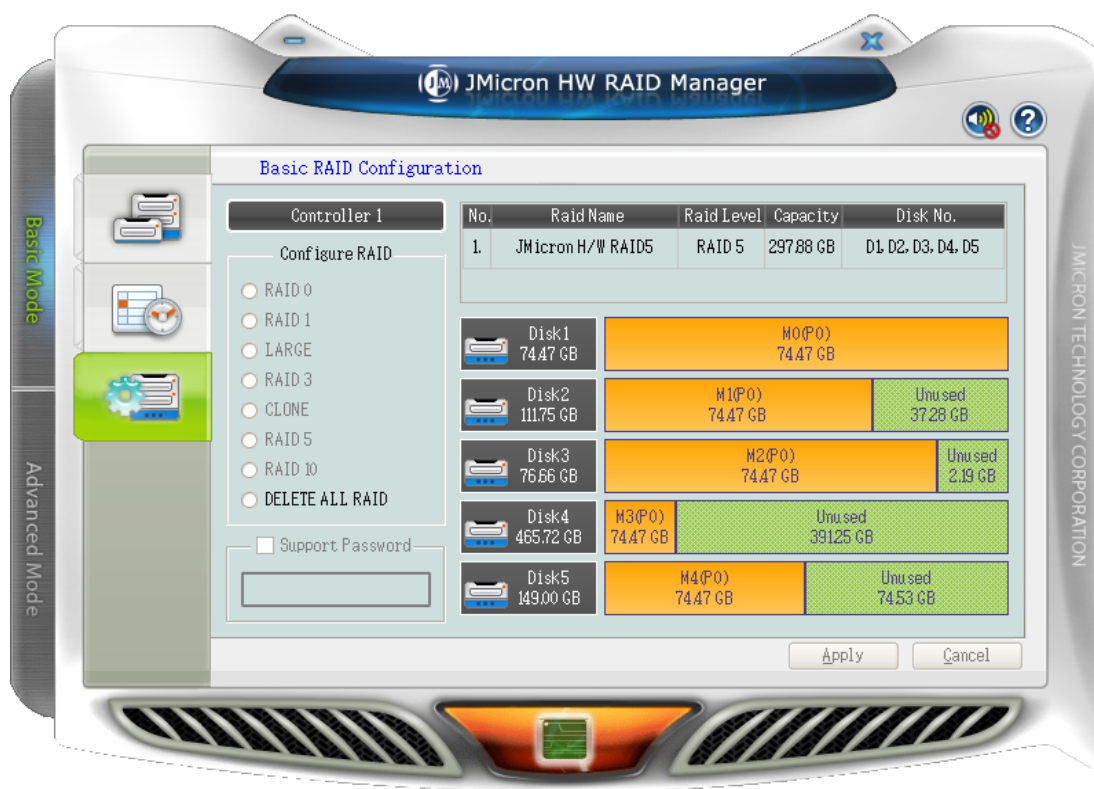 JM JMicron HW RAID Manager
Basic Mode
Advanced Mode
Basic RAID Configuration
Controller 1
Configure RAID
RAID 0
RAID 1
LARGE
RAID 3
CLONE
RAID 5
RAID 10
DELETE ALL RAID
Support Password
No. Raid Name Raid Level Capacity Disk No.
1. JMicron H/W RAID5 RAID 5 297.88 GB D1, D2, D3, D4, D5
Disk1
74.47 GB
M0(P0)
74.47 GB
Disk2
111.75 GB
M1(P0)
74.47 GB
Unused
37.28 GB
Disk3
76.66 GB
M2(P0)
74.47 GB
Unused
2.19 GB
Disk4
465.72 GB
M3(P0)
74.47 GB
Unused
391.25 GB
Disk5
149.00 GB
M4(P0)
74.47 GB
Unused
74.53 GB
Apply Cancel
JMICRON TECHNOLOGY CORPORATION